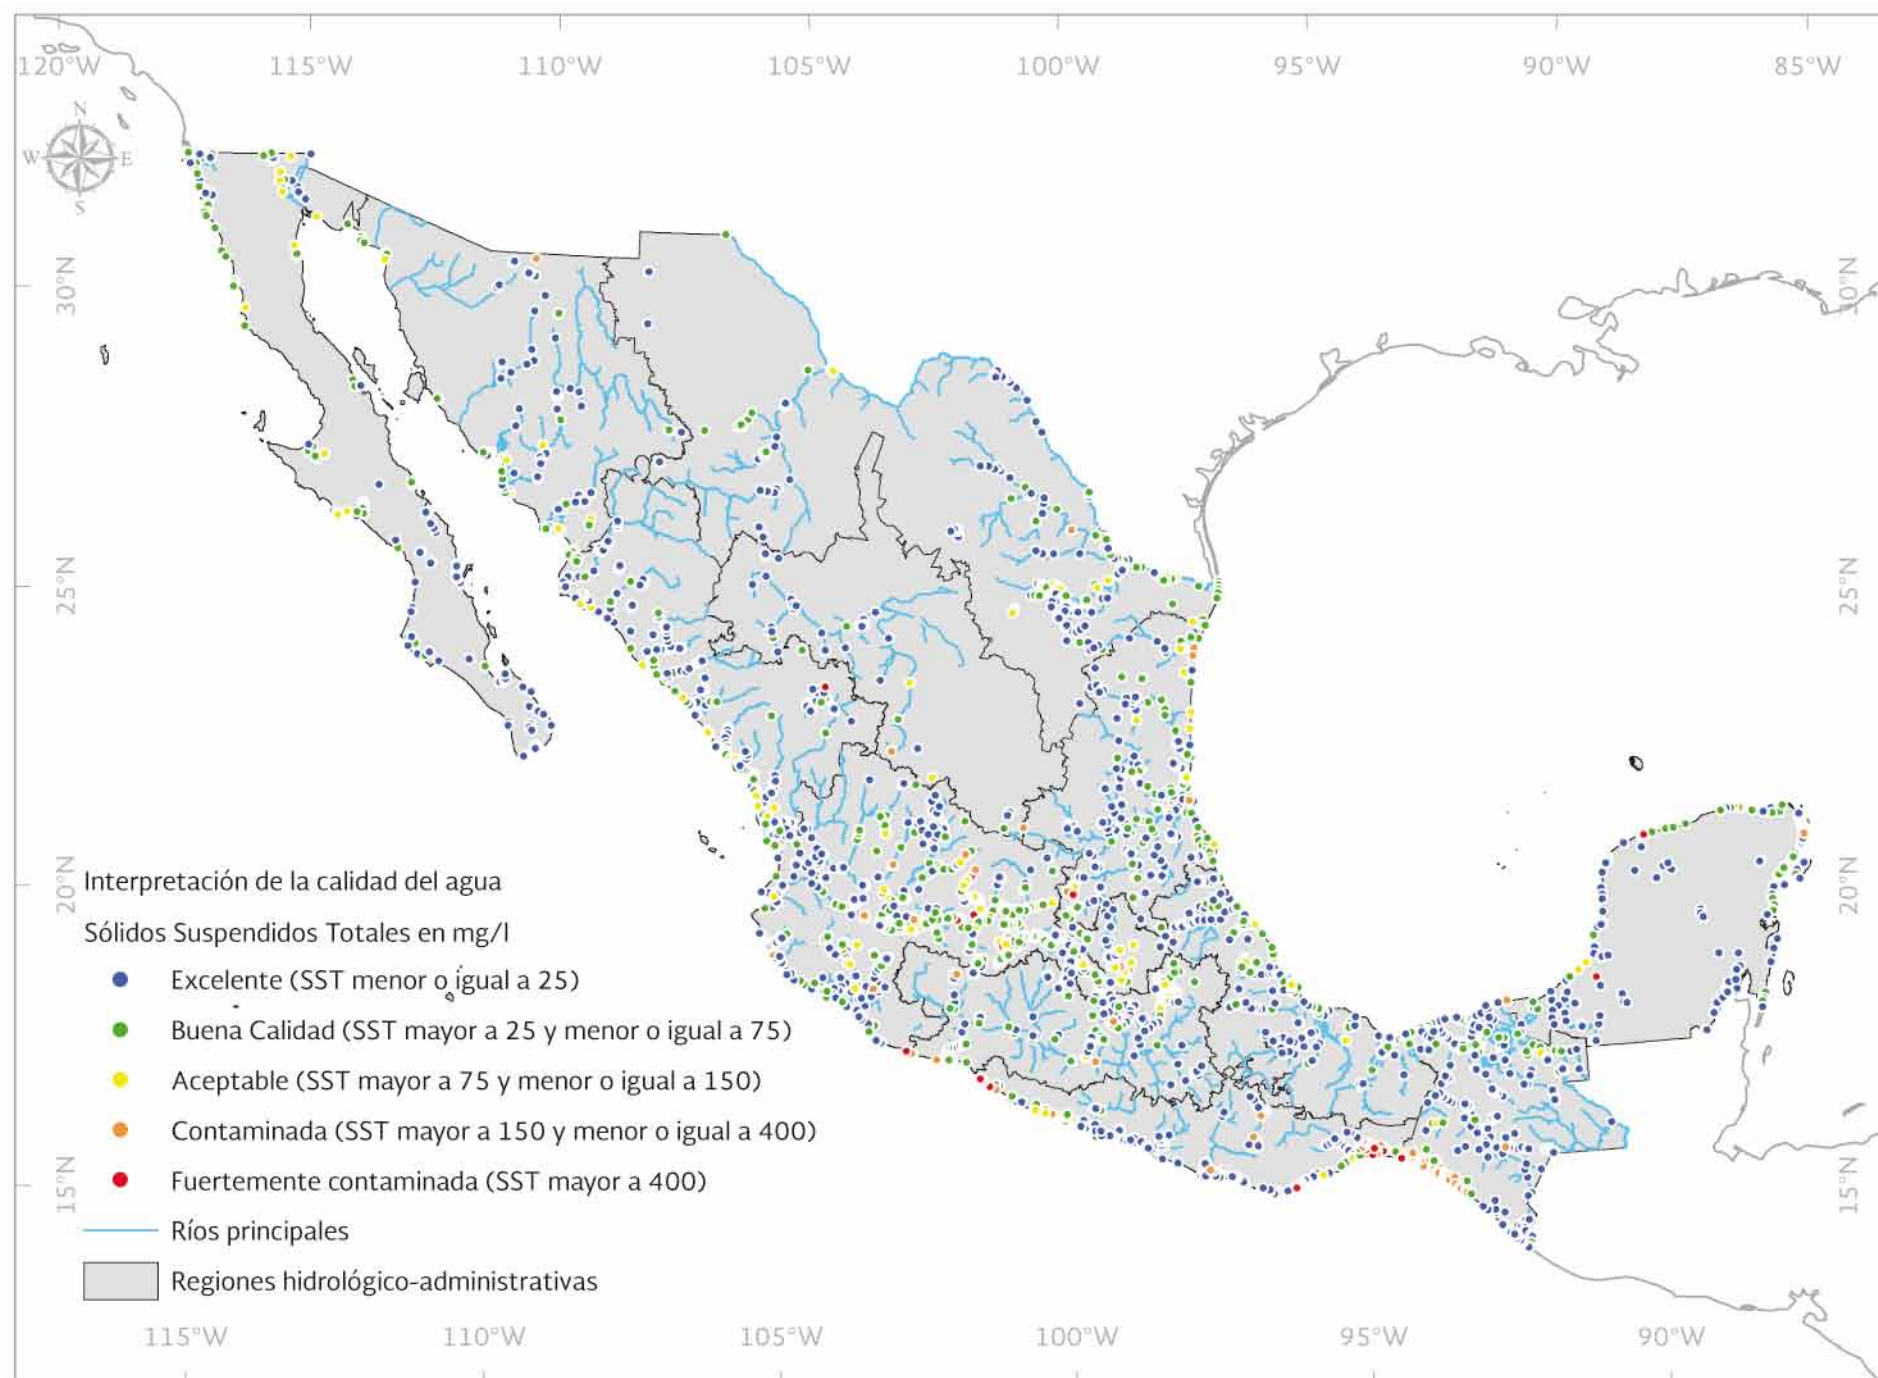 120°W 115°W 110°W 105°W 100°W 95°W 90°W 85°W
N
W E
S
30°N 30°N
25°N 25°N
20°N 20°N
15°N 15°N
Interpretación de la calidad del agua
Sólidos Suspendidos Totales en mg/l
Excelente (SST menor o igual a 25)
Buena Calidad (SST mayor a 25 y menor o igual a 75)
Aceptable (SST mayor a 75 y menor o igual a 150)
Contaminada (SST mayor a 150 y menor o igual a 400)
Fuertemente contaminada (SST mayor a 400)
Ríos principales
Regiones hidrológico-administrativas
115°W 110°W 105°W 100°W 95°W 90°W